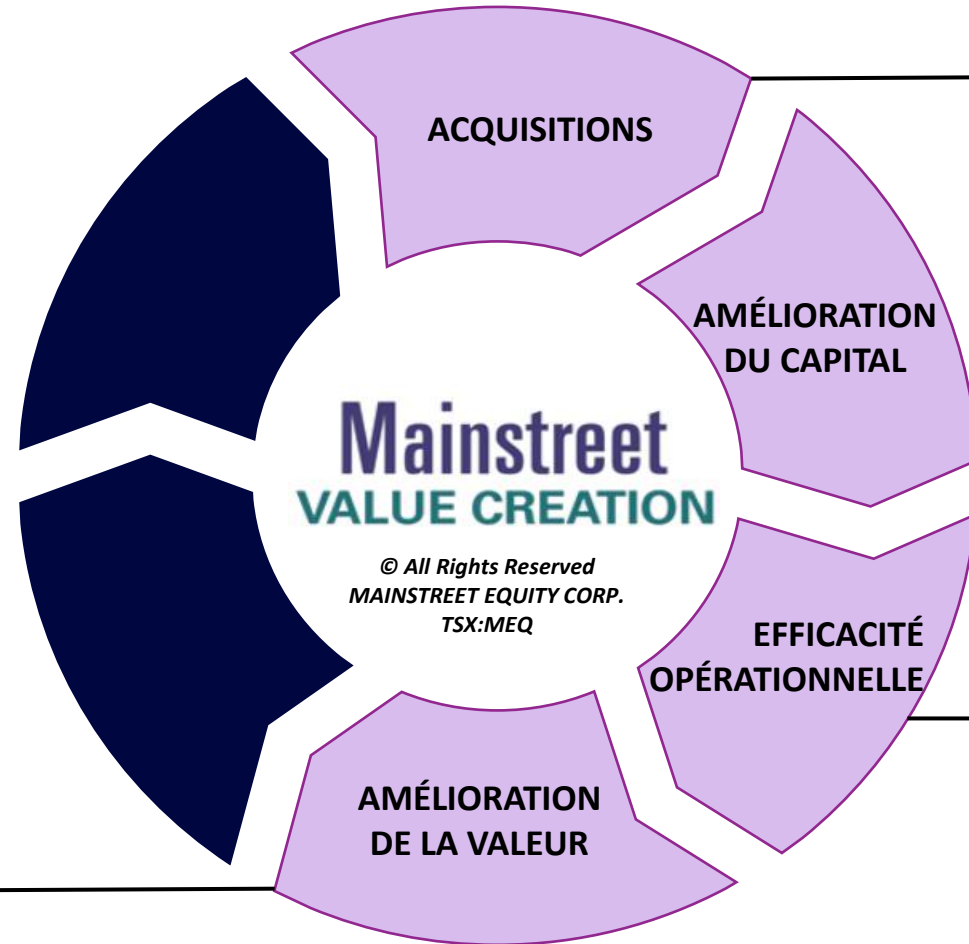 ACQUISITIONS
AMÉLIORATION
DU CAPITAL
Mainstreet
VALUE CREATION
© All Rights Reserved
MAINSTREET EQUITY CORP.
TSX:MEQ
EFFICACITÉ
OPÉRATIONNELLE
AMÉLIORATION
DE LA VALEUR